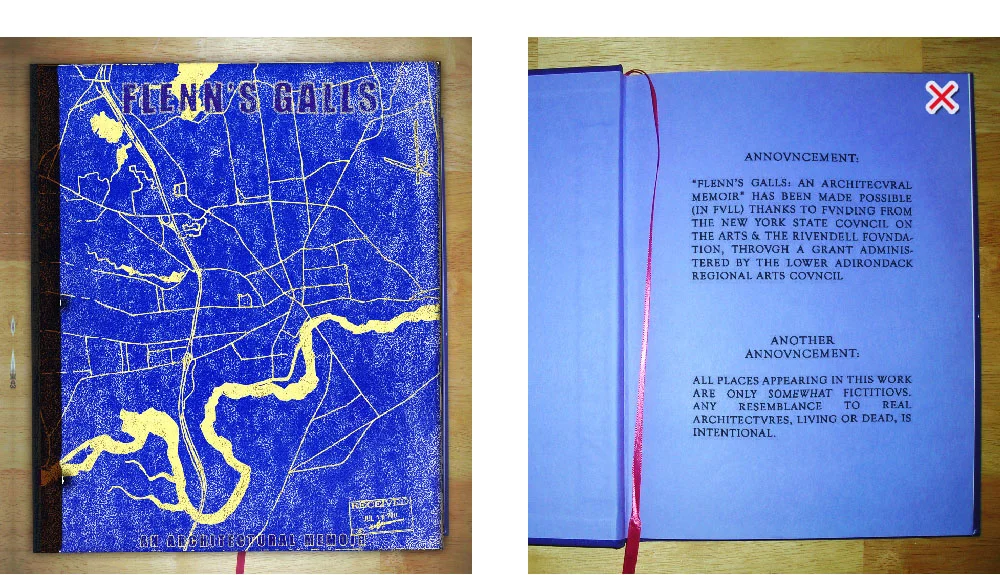 FLENN'S GALLS
RECEIVED
AN ARCHITECTURAL MEMOIR
ANNOVNCEMENT:
"FLENN'S GALLS: AN ARCHITECVRAL
MEMOIR" HAS BEEN MADE POSSIBLE
(IN FVLL) THANKS TO FVNDING FROM
THE NEW YORK STATE COVNCIL ON
THE ARTS & THE RIVENDELL FOVNDA-
TION, THROVGH A GRANT ADMINIS-
TERED BY THE LOWER ADIRONDACK
REGIONAL ARTS COVNCIL
ANOTHER
ANNOVNCEMENT:
ALL PLACES APPEARING IN THIS WORK
ARE ONLY SOMEWHAT FICTITIOVS.
ANY RESEMBLANCE TO REAL
ARCHITECTVRES, LIVING OR DEAD, IS
INTENTIONAL.